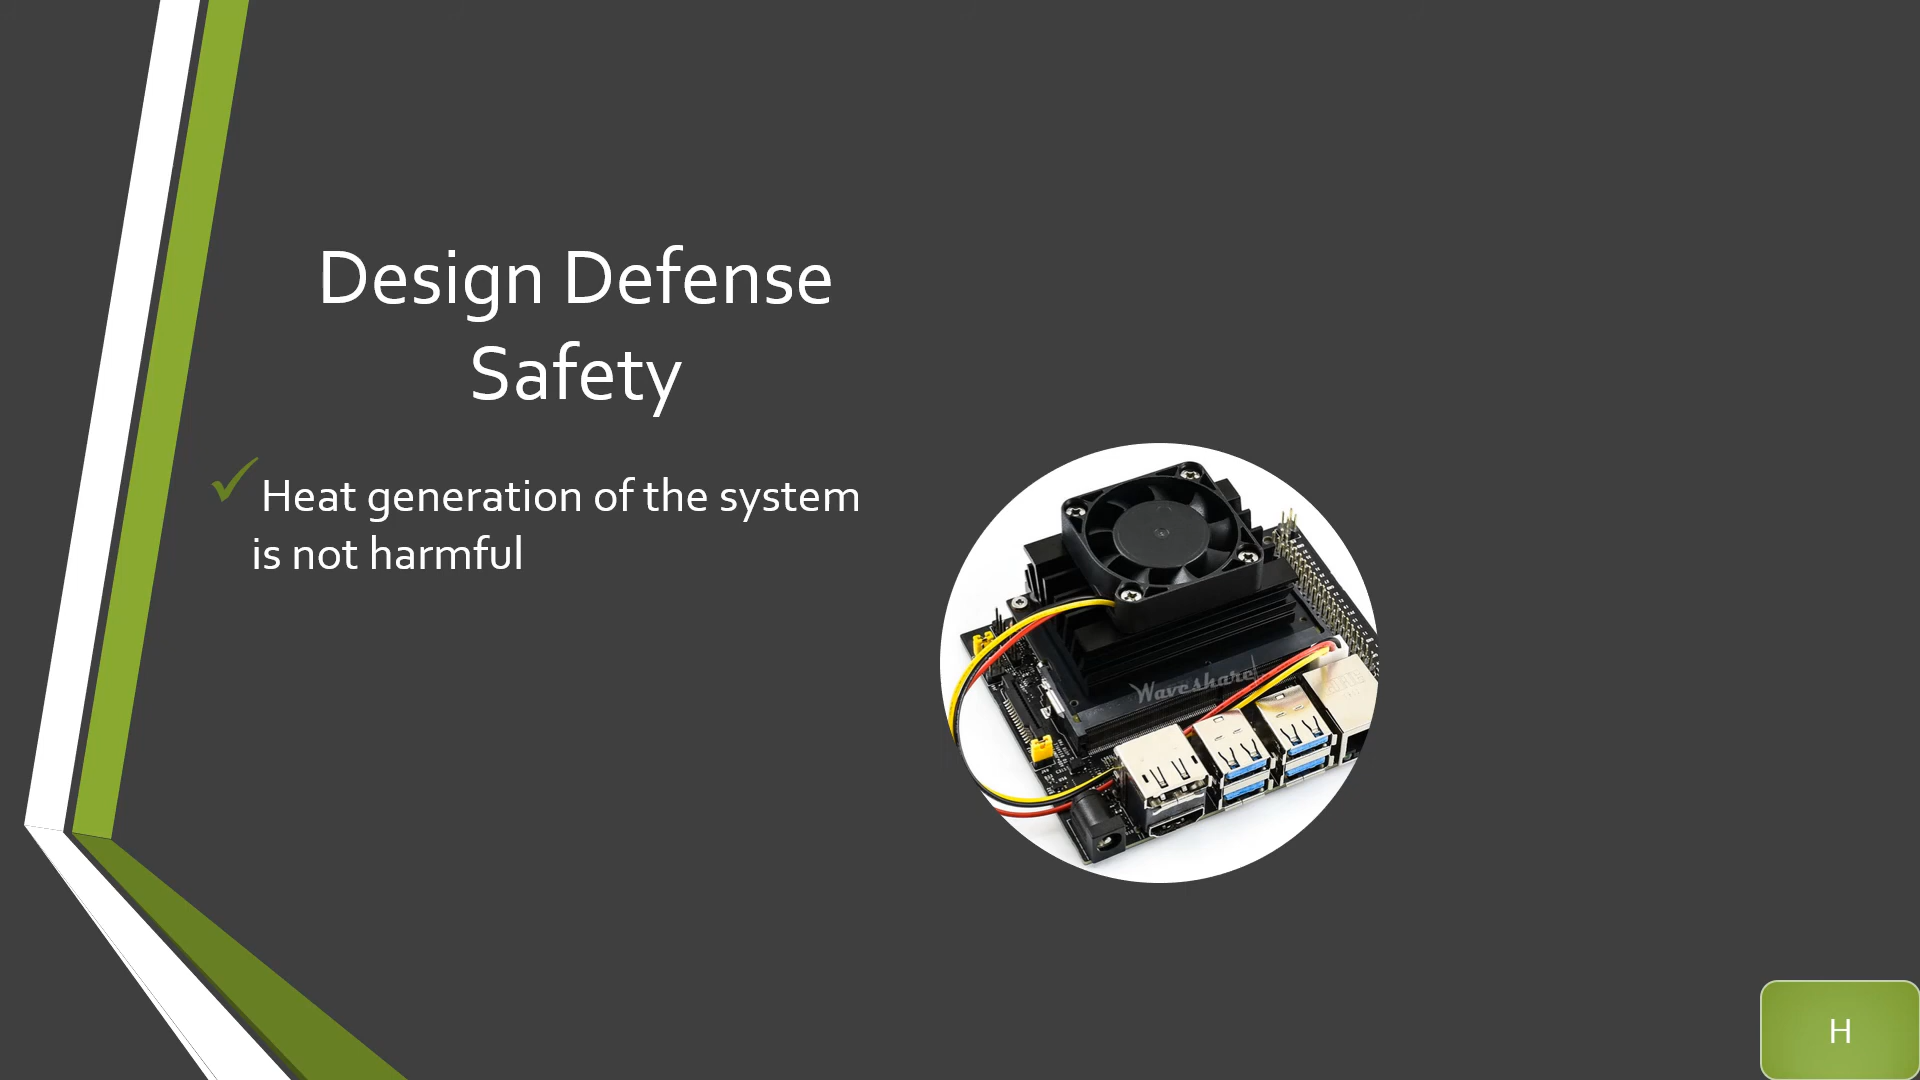 Design Defense
Safety
✓ Heat generation of the system
is not harmful
Waveshare
H